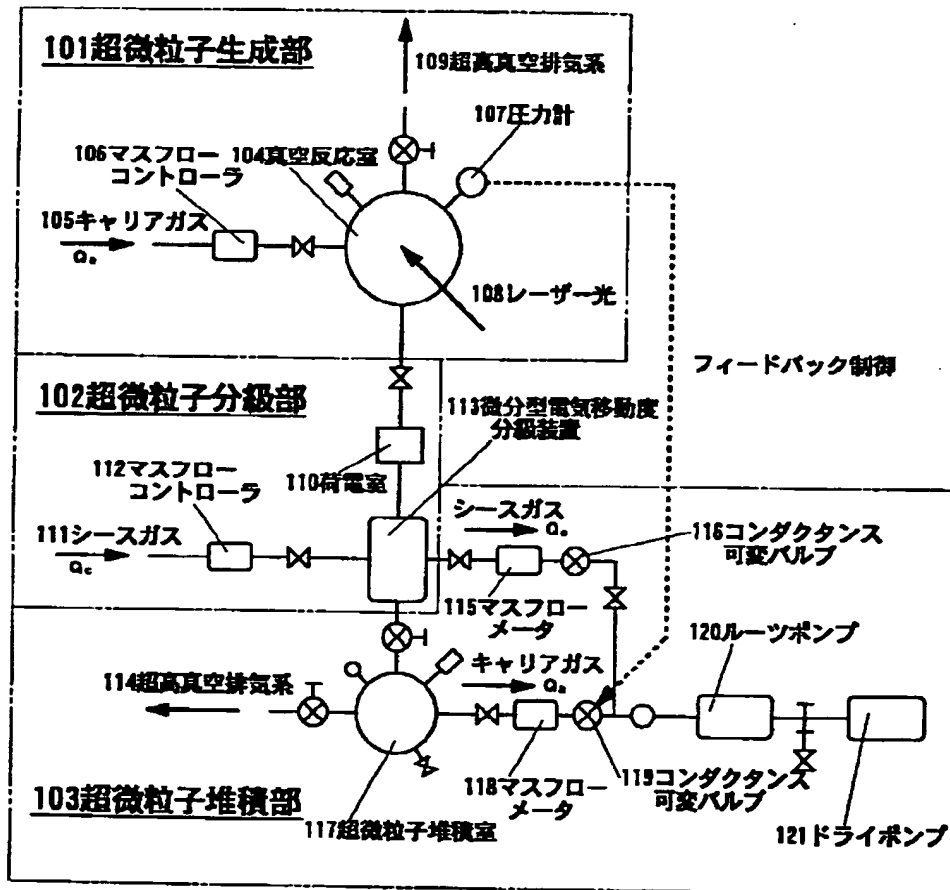 101超微粒子生成部
109超高真空排気系
107圧力計
106マスフロー
コントローラ
104真空反応室
105キャリアガス
108レーザー光
フィードバック制御
102超微粒子分級部
113微分型電気移動度
分級装置
112マスフロー
コントローラ
110荷電室
シースガス
111シースガス
Qc
116コンダクタンス
可変バルブ
115マスフロー
メータ
120ルーツポンプ
キャリアガス
114超高真空排気系
118マスフロー
メータ
119コンダクタンス
可変バルブ
103超微粒子堆積部
117超微粒子堆積室
121ドライポンプ